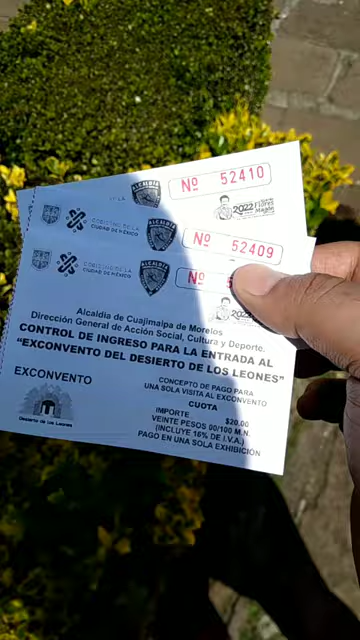 ALCALDÍA
Nº 52410
2022 Flores Magón
GOBIERNO DE LA
CIUDAD DE MÉXICO
ALCALDÍA
Nº 52409
GOBIERNO DE LA
CIUDAD DE MÉXICO
ALCALDÍA
Nº 5
2022
Alcaldía de Cuajimalpa de Morelos
Dirección General de Acción Social, Cultura y Deporte.
CONTROL DE INGRESO PARA LA ENTRADA AL
“EXCONVENTO DEL DESIERTO DE LOS LEONES”
EXCONVENTO
CONCEPTO DE PAGO PARA
UNA SOLA VISITA AL EXCONVENTO
CUOTA
IMPORTE $20.00
VEINTE PESOS 00/100 M.N.
(INCLUYE 16% DE I.V.A.)
PAGO EN UNA SOLA EXHIBICIÓN
Desierto de los Leones